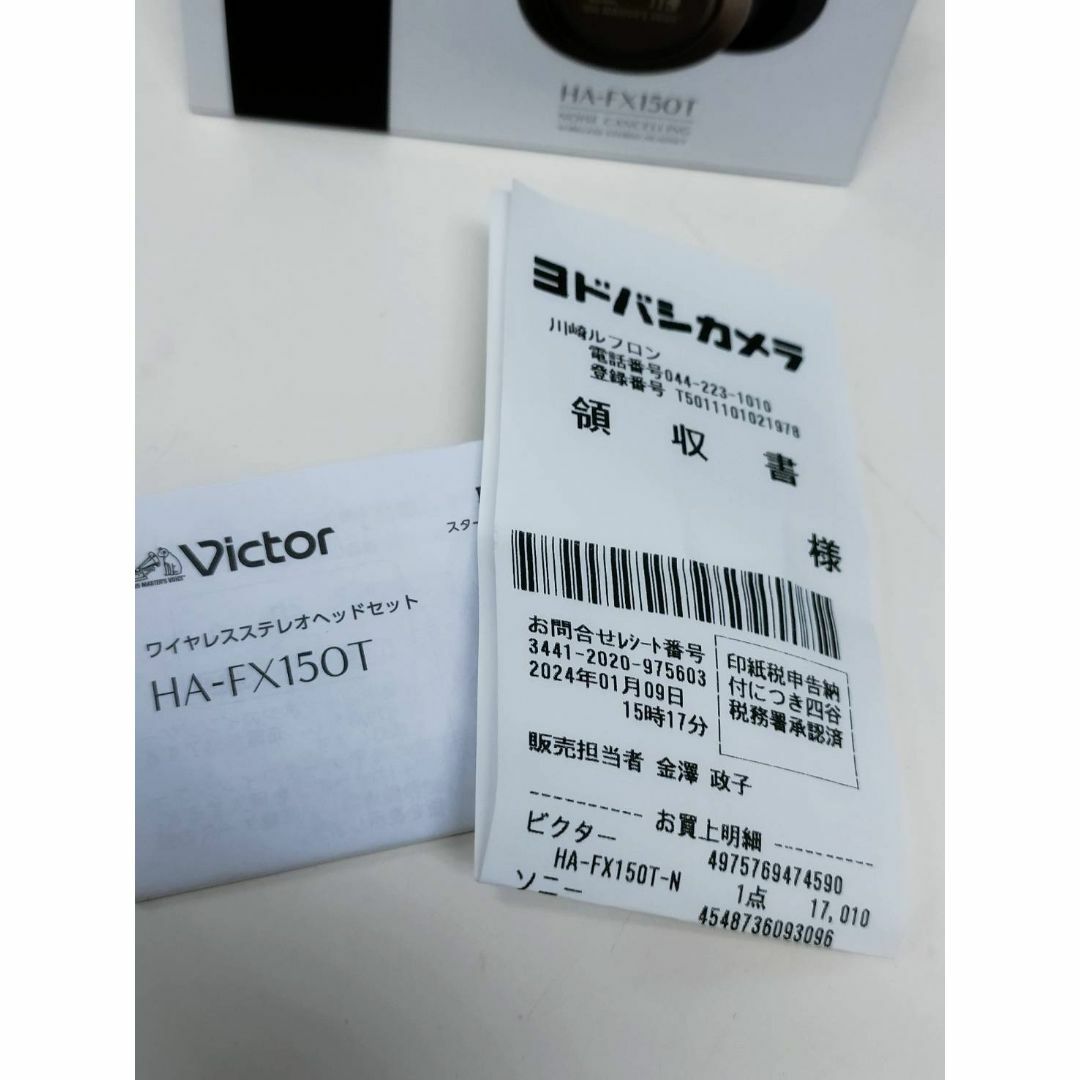 HA-FX150T
NOISE CANCELLING
WIRELESS STEREO HEADSET
ヨドバシカメラ
川崎ルフロン
電話番号044-223-1010
登録番号 T5011101021978
領 収 書
様
お問合せレシート番号
3441-2020-975603
2024年01月09日
15時17分
印紙税申告納
付につき四谷
税務署承認済
販売担当者 金澤 政子
お買上明細
ビクター 4975769474590
HA-FX150T-N 1点 17,010
ソニー 4548736093096
Victor
スター
ワイヤレスステレオヘッドセット
HA-FX150T